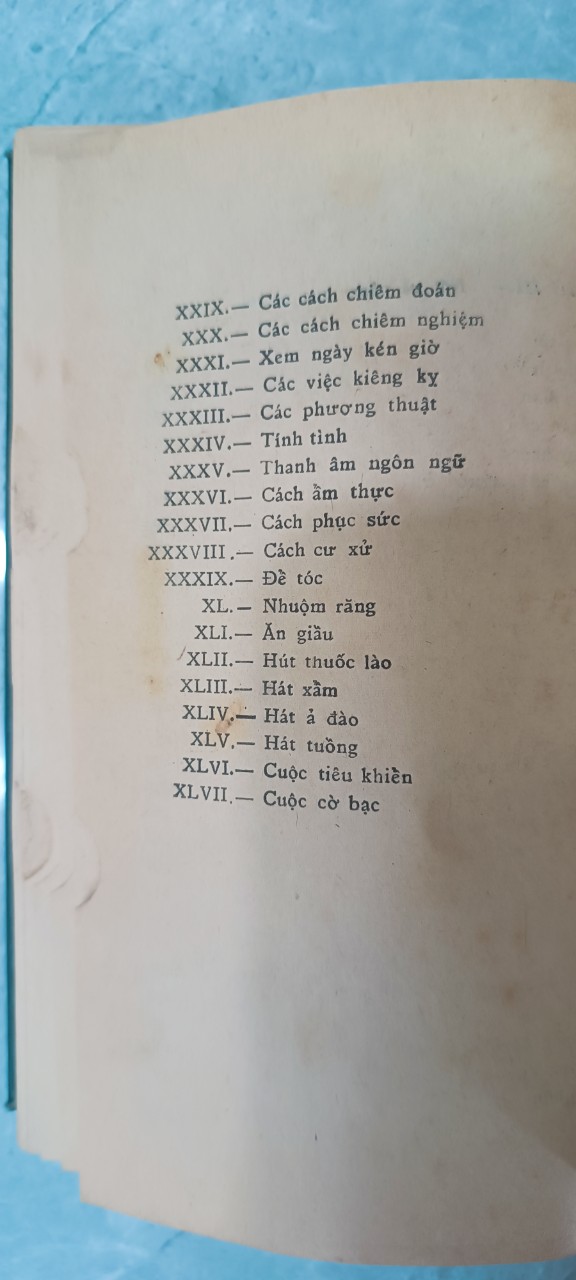 XXIX.— Các cách chiêm đoán
XXX.— Các cách chiêm nghiệm
XXXI.— Xem ngày kén giờ
XXXII.— Các việc kiêng kỵ
XXXIII.— Các phương thuật
XXXIV.— Tính tình
XXXV.— Thanh âm ngôn ngữ
XXXVI.— Cách ẩm thực
XXXVII.— Cách phục sức
XXXVIII.— Cách cư xử
XXXIX.— Để tóc
XL.— Nhuộm răng
XLI.— Ăn giầu
XLII.— Hút thuốc lào
XLIII.— Hát xẩm
XLIV.— Hát ả đào
XLV.— Hát tuồng
XLVI.— Cuộc tiêu khiển
XLVII.— Cuộc cờ bạc